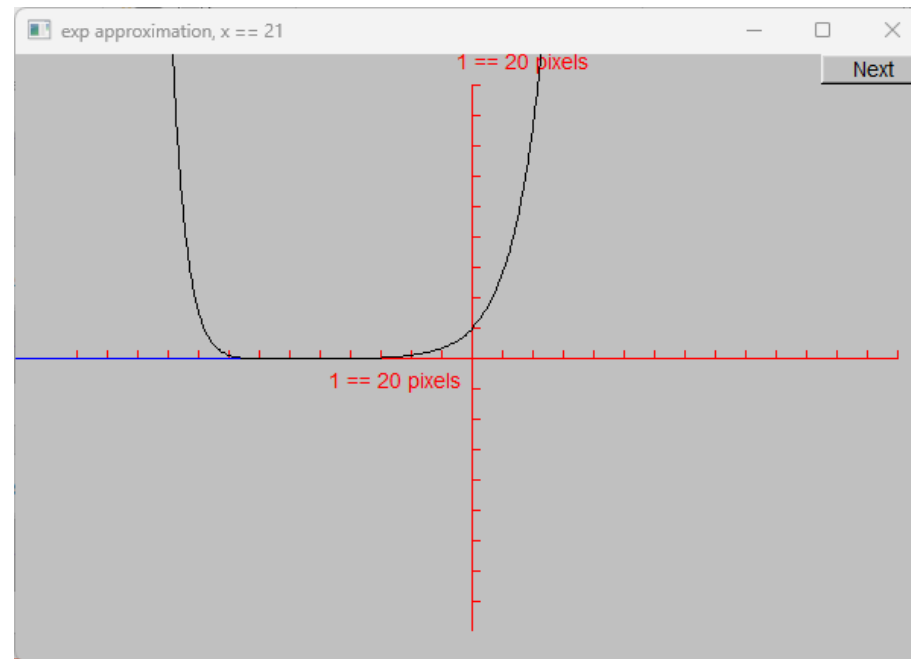 exp approximation, x == 21
1 == 20 pixels
Next
1 == 20 pixels